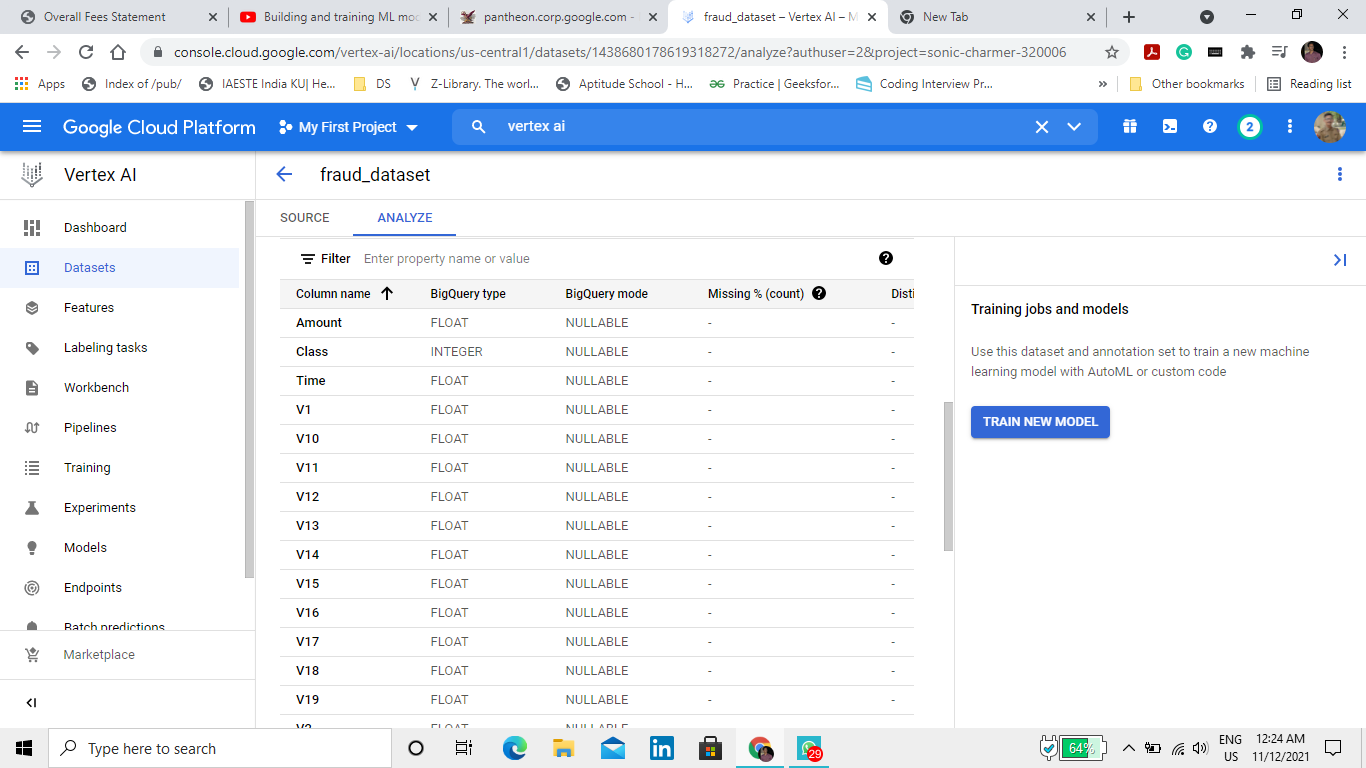 Overall Fees Statement
Building and training ML mod
pantheon.corp.google.com -
fraud_dataset – Vertex AI – M
New Tab
console.cloud.google.com/vertex-ai/locations/us-central1/datasets/1438680178619318272/analyze?authuser=2&project=sonic-charmer-320006
Apps
Index of /pub/
IAESTE India KU| He...
DS
Z-Library. The worl...
Aptitude School - H...
Practice | Geeksfor...
Coding Interview Pr...
»
Other bookmarks
Reading list
Google Cloud Platform
My First Project
vertex ai
2
Vertex AI
fraud_dataset
SOURCE
ANALYZE
Dashboard
Datasets
Features
Labeling tasks
Workbench
Pipelines
Training
Experiments
Models
Endpoints
Batch predictions
Marketplace
Filter Enter property name or value
Column name BigQuery type BigQuery mode Missing % (count) Disti
Amount FLOAT NULLABLE - -
Class INTEGER NULLABLE - -
Time FLOAT NULLABLE - -
V1 FLOAT NULLABLE - -
V10 FLOAT NULLABLE - -
V11 FLOAT NULLABLE - -
V12 FLOAT NULLABLE - -
V13 FLOAT NULLABLE - -
V14 FLOAT NULLABLE - -
V15 FLOAT NULLABLE - -
V16 FLOAT NULLABLE - -
V17 FLOAT NULLABLE - -
V18 FLOAT NULLABLE - -
V19 FLOAT NULLABLE - -
V2 FLOAT NULLABLE
Training jobs and models
Use this dataset and annotation set to train a new machine
learning model with AutoML or custom code
TRAIN NEW MODEL
Type here to search
29
64%
ENG
US
12:24 AM
11/12/2021